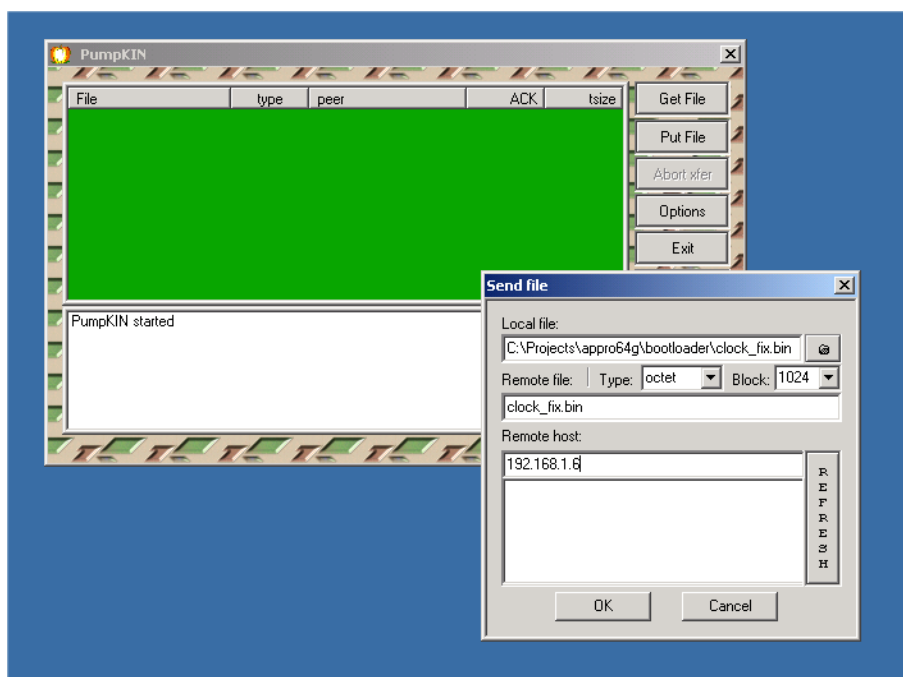 PumpKIN
File type peer ACK tsize
Get File
Put File
Abort xfer
Options
Exit
PumpKIN started
Send file
Local file:
C:\Projects\appro64g\bootloader\clock_fix.bin
Remote file: Type: octet Block: 1024
clock_fix.bin
Remote host:
192.168.1.6
REFRESH
OK Cancel